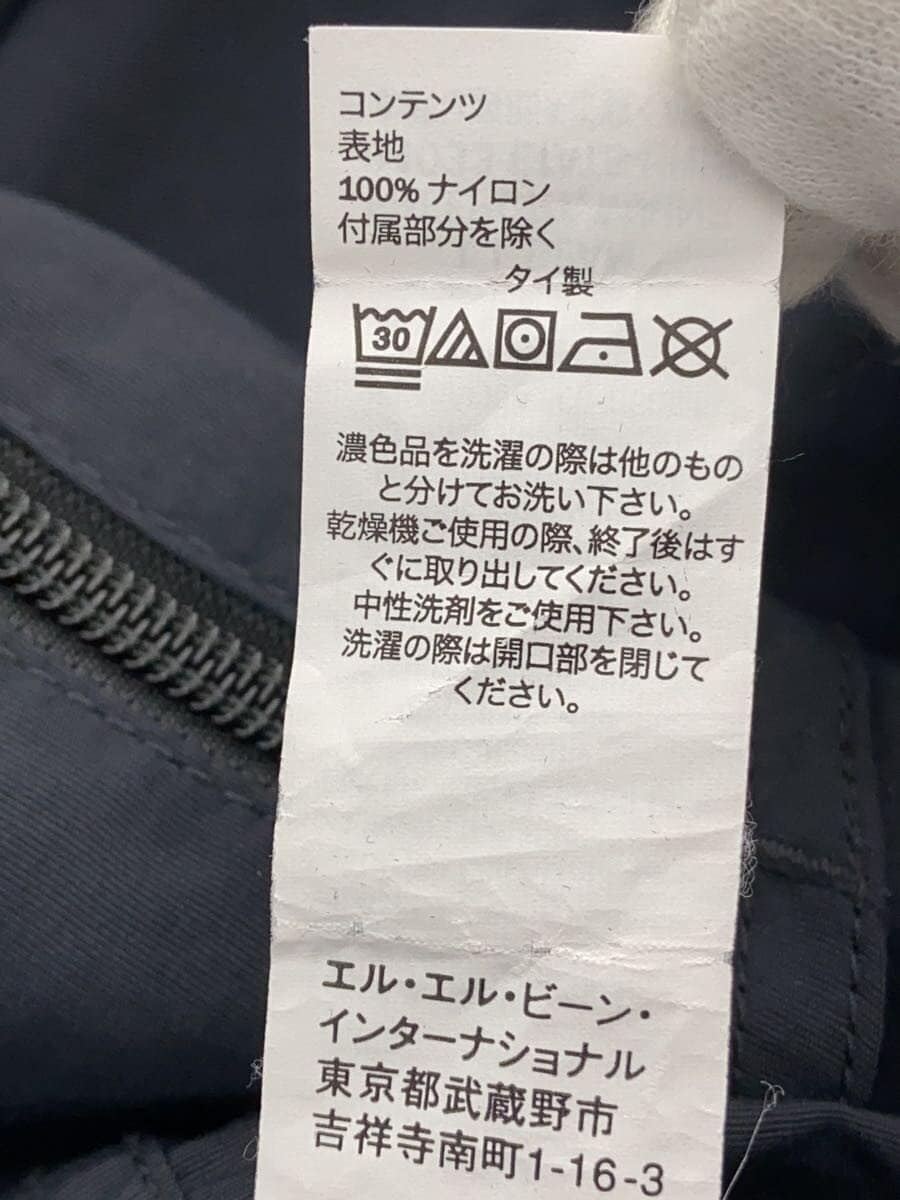 コンテンツ
表地
100% ナイロン
付属部分を除く
タイ製
30
濃色品を洗濯の際は他のもの
と分けてお洗い下さい。
乾燥機ご使用の際、終了後はす
ぐに取り出してください。
中性洗剤をご使用下さい。
洗濯の際は開口部を閉じて
ください。
エル・エル・ビーン・
インターナショナル
東京都武蔵野市
吉祥寺南町1-16-3